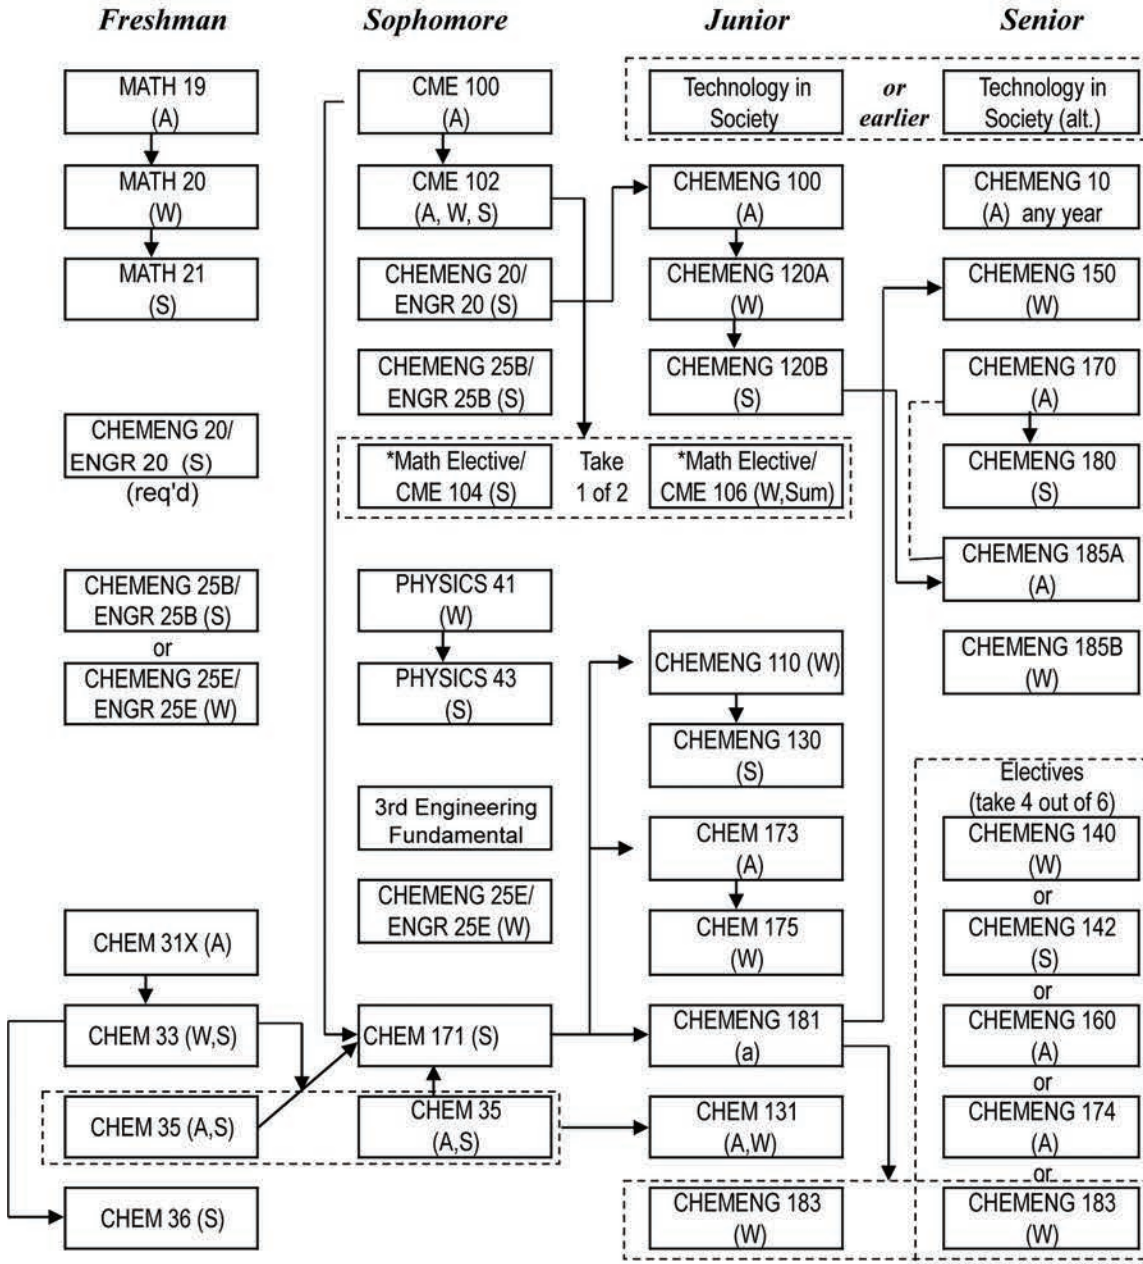 Freshman
Sophomore
Junior
Senior
MATH 19
(A)
MATH 20
(W)
MATH 21
(S)
CHEMENG 20/
ENGR 20 (S)
(req'd)
CHEMENG 25B/
ENGR 25B (S)
or
CHEMENG 25E/
ENGR 25E (W)
CHEM 31X (A)
CHEM 33 (W,S)
CHEM 35 (A,S)
CHEM 36 (S)
CME 100
(A)
CME 102
(A, W, S)
CHEMENG 20/
ENGR 20 (S)
CHEMENG 25B/
ENGR 25B (S)
*Math Elective/
CME 104 (S)
Take
1 of 2
*Math Elective/
CME 106 (W,Sum)
PHYSICS 41
(W)
PHYSICS 43
(S)
3rd Engineering
Fundamental
CHEMENG 25E/
ENGR 25E (W)
CHEM 171 (S)
CHEM 35
(A,S)
Technology in
Society
or
earlier
Technology in
Society (alt.)
CHEMENG 100
(A)
CHEMENG 120A
(W)
CHEMENG 120B
(S)
CHEMENG 110 (W)
CHEMENG 130
(S)
CHEM 173
(A)
CHEM 175
(W)
CHEMENG 181
(a)
CHEM 131
(A,W)
CHEMENG 183
(W)
CHEMENG 10
(A) any year
CHEMENG 150
(W)
CHEMENG 170
(A)
CHEMENG 180
(S)
CHEMENG 185A
(A)
CHEMENG 185B
(W)
Electives
(take 4 out of 6)
CHEMENG 140
(W)
or
CHEMENG 142
(S)
or
CHEMENG 160
(A)
or
CHEMENG 174
(A)
or
CHEMENG 183
(W)